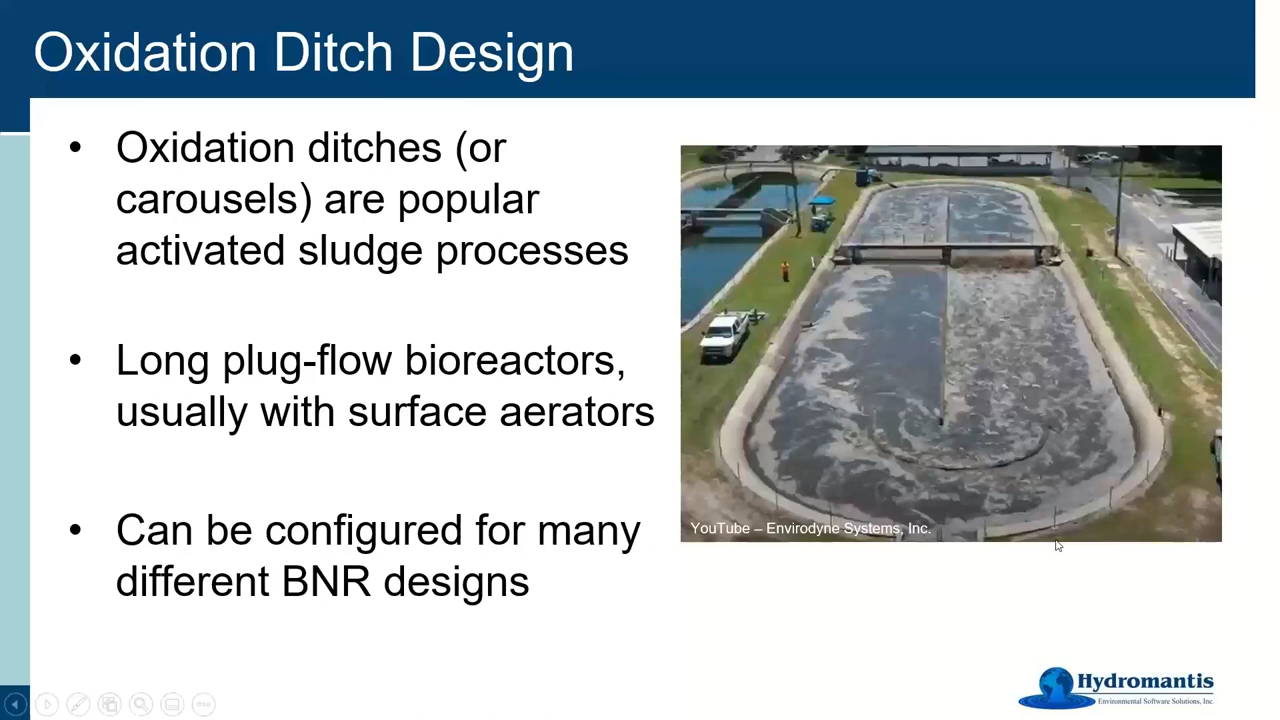 Oxidation Ditch Design
• Oxidation ditches (or
carousels) are popular
activated sludge processes
• Long plug-flow bioreactors,
usually with surface aerators
• Can be configured for many
different BNR designs
YouTube – Envirodyne Systems, Inc.
Hydromantis
Environmental Software Solutions, Inc.